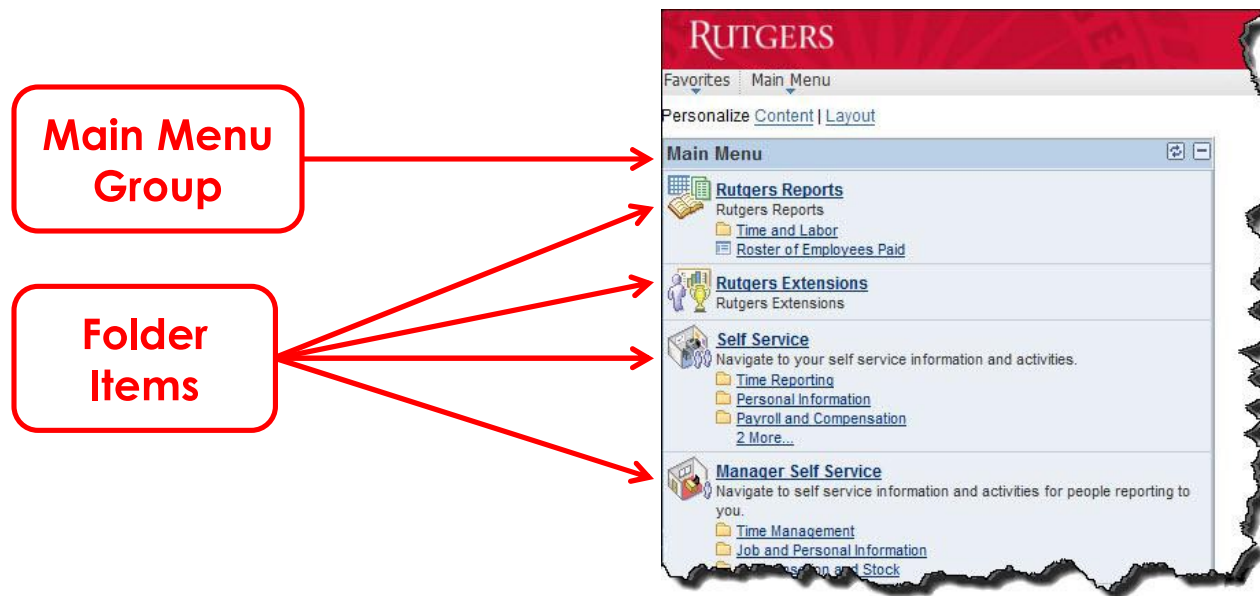 Main Menu
Group
Folder
Items
RUTGERS
Favorites Main Menu
Personalize Content | Layout
Main Menu
Rutgers Reports
Rutgers Reports
Time and Labor
Roster of Employees Paid
Rutgers Extensions
Rutgers Extensions
Self Service
Navigate to your self service information and activities.
Time Reporting
Personal Information
Payroll and Compensation
2 More...
Manager Self Service
Navigate to self service information and activities for people reporting to
you.
Time Management
Job and Personal Information
and Stock